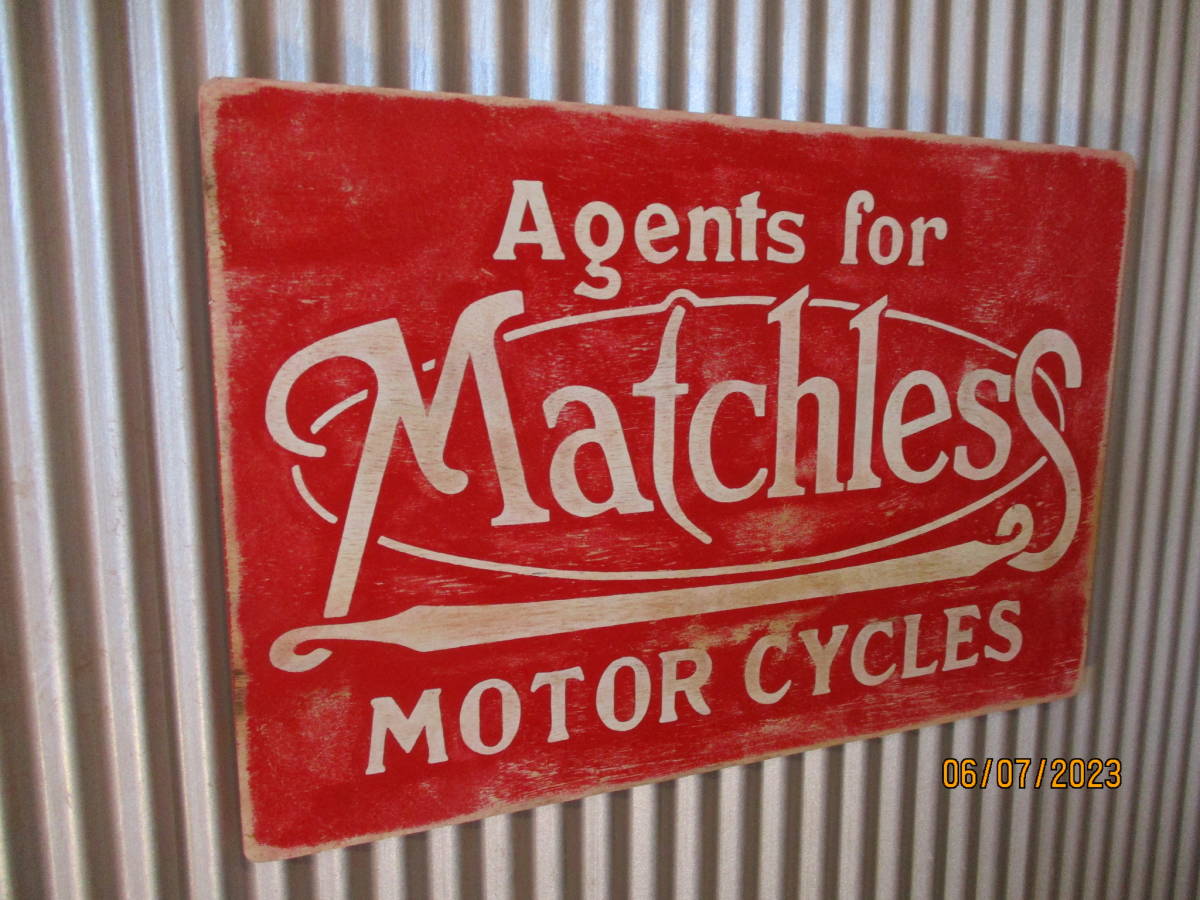 Agents for
Matchless
MOTOR CYCLES
06/07/2023